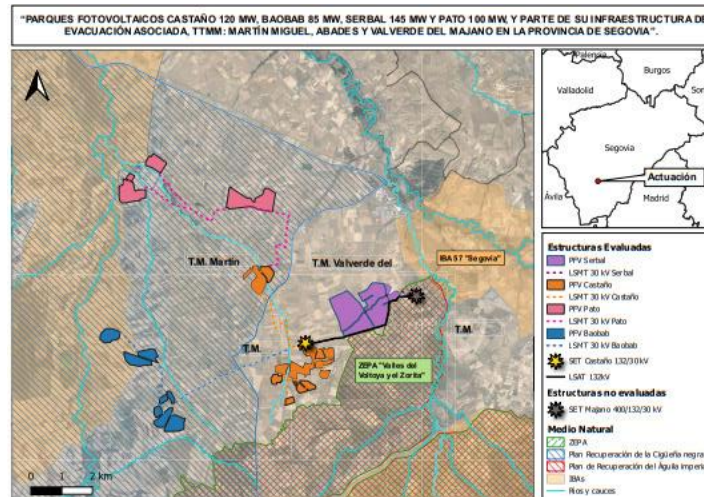 "PARQUES FOTOVOLTAICOS CASTAÑO 120 MW, BAOBAB 85 MW, SERBAL 145 MW Y PATO 100 MW, Y PARTE DE SU INFRAESTRUCTURA DE
EVACUACIÓN ASOCIADA, TTMM: MARTÍN MIGUEL, ABADES Y VALVERDE DEL MAJANO EN LA PROVINCIA DE SEGOVIA".
Palencia
Burgos
Valladolid
Segovia
Actuación
Ávila
Madrid
T.M. Martín
T.M. Valverde del
IBA 57 "Segovia"
T.M.
T.M.
ZEPA "Valles del
Voltoya y el Zorita"
0 1 2 km
Estructuras Evaluadas
PFV Serbal
LSMT 30 kV Serbal
PFV Castaño
LSMT 30 kV Castaño
PFV Pato
LSMT 30 kV Pato
PFV Baobab
LSMT 30 kV Baobab
SET Castaño 132/30 kV
LSAT 132kV
Estructuras no evaluadas
SET Majano 400/132/30 kV
Medio Natural
ZEPA
Plan Recuperación de la Cigüeña negra
Plan de Recuperación del Águila imperia
IBAs
Ríos y cauces